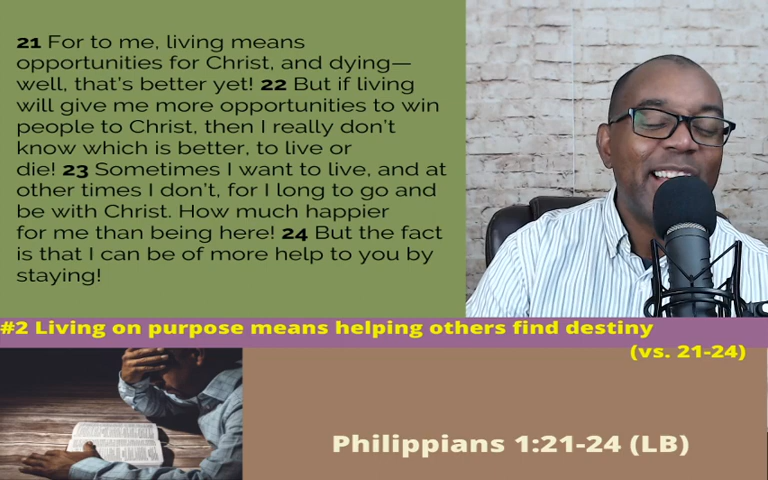 21 For to me, living means
opportunities for Christ, and dying—
well, that's better yet! 22 But if living
will give me more opportunities to win
people to Christ, then I really don't
know which is better, to live or
die! 23 Sometimes I want to live, and at
other times I don't, for I long to go and
be with Christ. How much happier
for me than being here! 24 But the fact
is that I can be of more help to you by
staying!
#2 Living on purpose means helping others find destiny
(vs. 21-24)
Philippians 1:21-24 (LB)